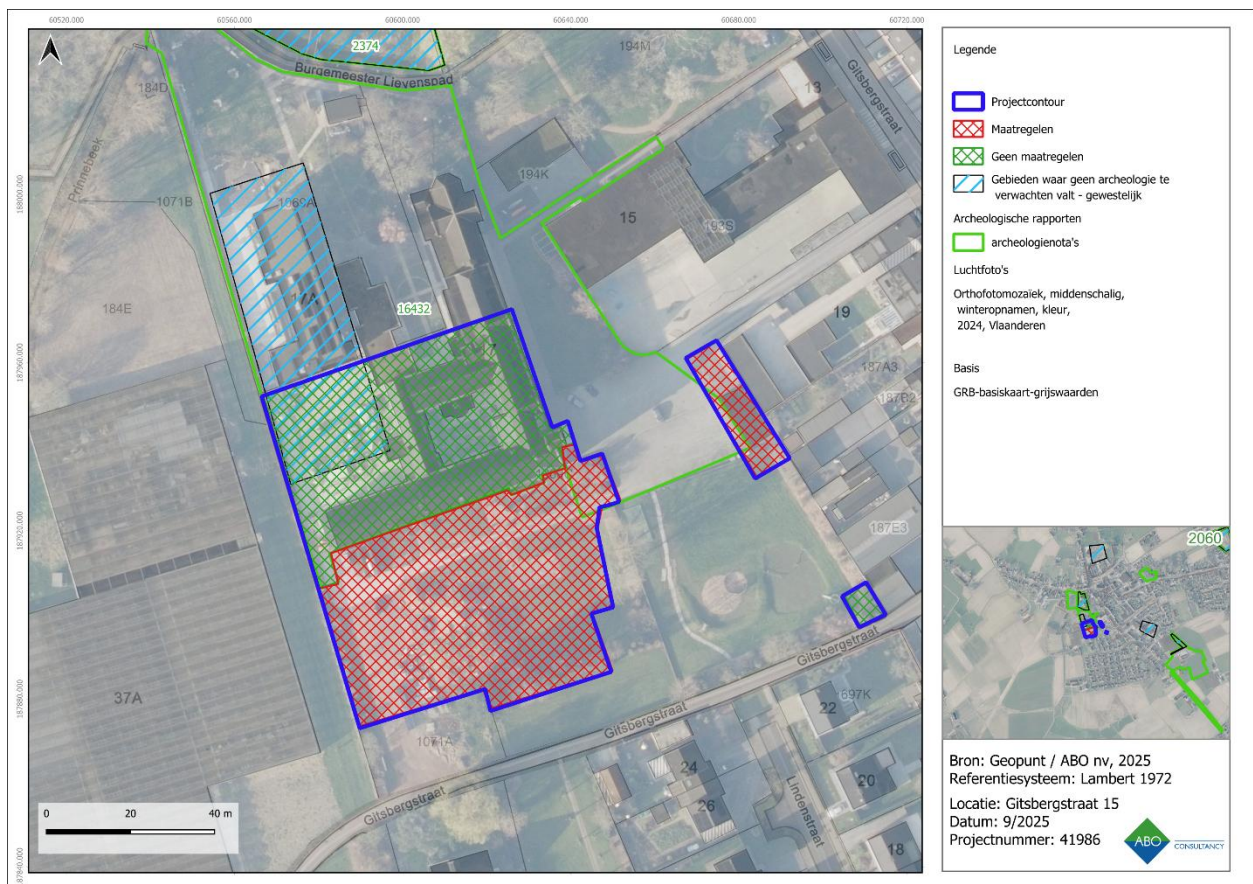 60520.000
60560.000
60600.000
60640.000
60680.000
60720.000
188000.000
187960.000
187920.000
187880.000
187840.000
2374
194M
Burgemeester Lievenspad
Gitsbergstraat
184D
13
Prinnebeek
194K
1071B
1069A
15
193S
17A
184E
16432
19
187A3
187B2
17
187E3
37A
Gitsbergstraat
1071A
697K
22
Gitsbergstraat
24
20
26
Lindenstraat
18
0 20 40 m
Legende
Projectcontour
Maatregelen
Geen maatregelen
Gebieden waar geen archeologie te
verwachten valt - gewestelijk
Archeologische rapporten
archeologienota's
Luchtfoto's
Orthofotomozaïek, middenschalig,
winteropnamen, kleur,
2024, Vlaanderen
Basis
GRB-basiskaart-grijswaarden
2060
Bron: Geopunt / ABO nv, 2025
Referentiesysteem: Lambert 1972
Locatie: Gitsbergstraat 15
Datum: 9/2025
Projectnummer: 41986
ABO CONSULTANCY